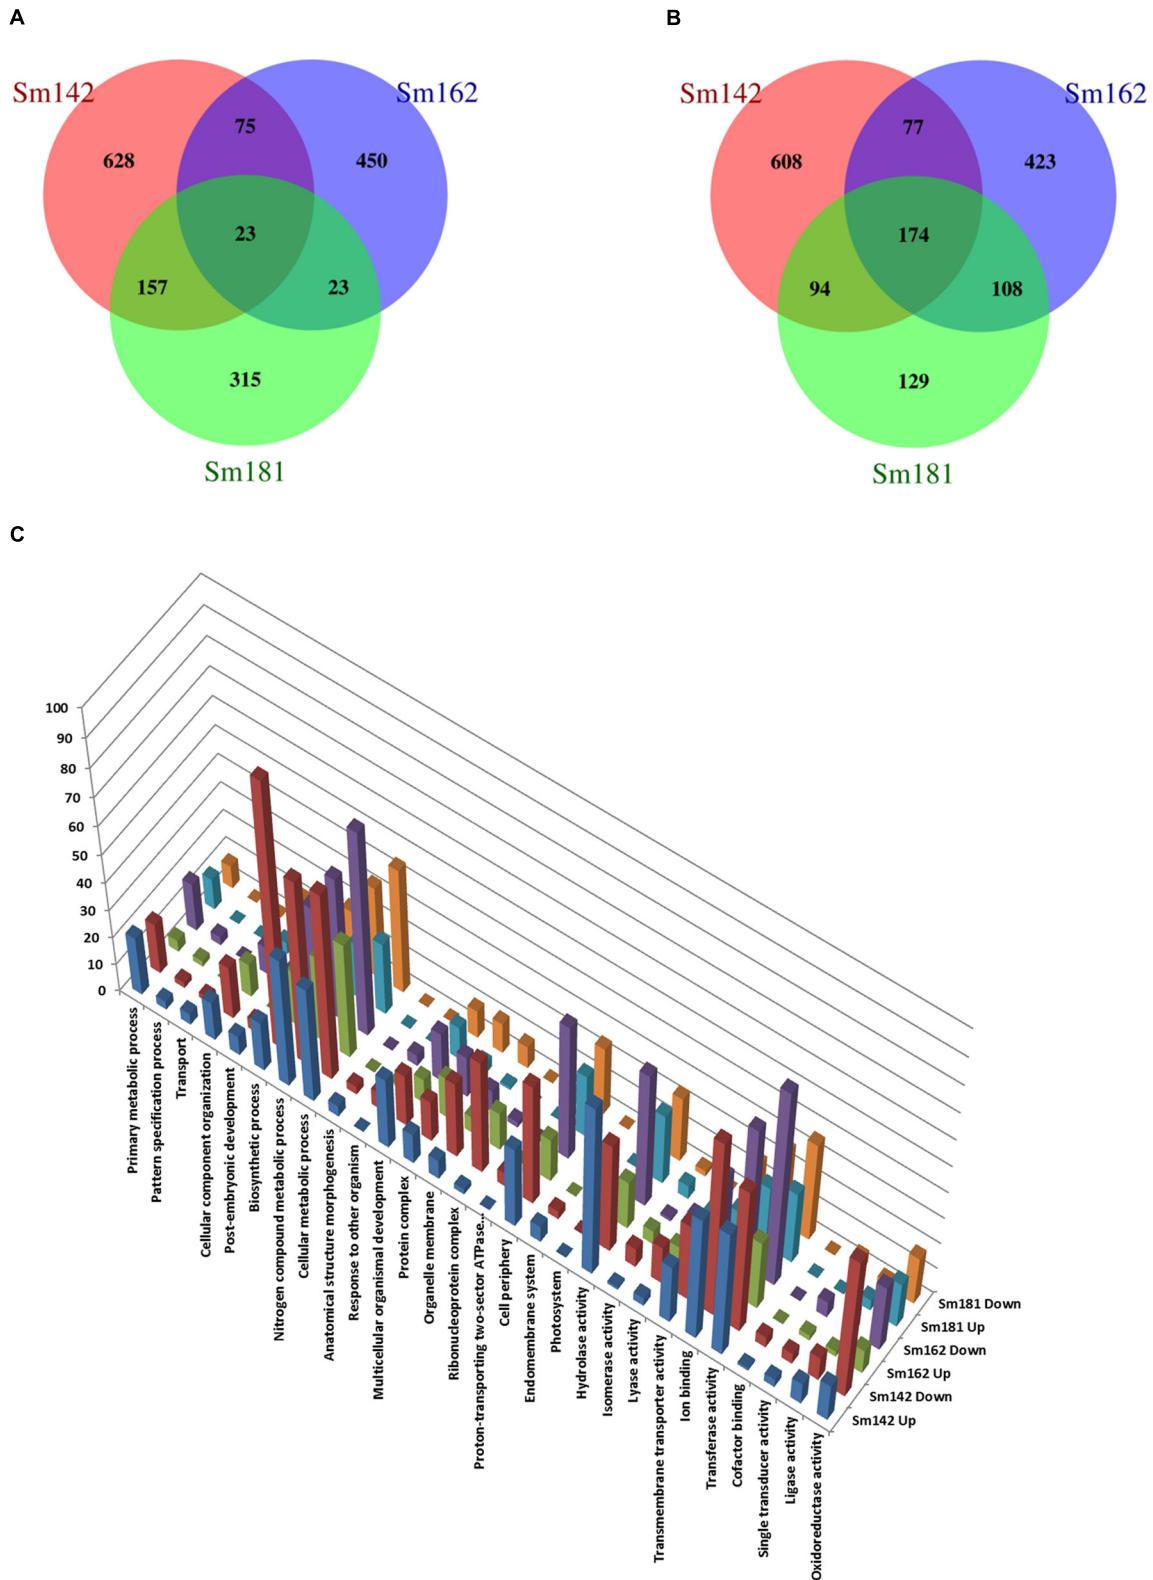 A
B
Sm142
Sm162
75
628
450
23
157
23
315
Sm181
Sm142
Sm162
77
608
423
174
94
108
129
Sm181
C
100
90
80
70
60
50
40
30
20
10
0
Primary metabolic process
Pattern specification process
Transport
Cellular component organization
Post-embryonic development
Biosynthetic process
Nitrogen compound metabolic process
Cellular metabolic process
Anatomical structure morphogenesis
Response to other organism
Multicellular organismal development
Protein complex
Organelle membrane
Ribonucleoprotein complex
Proton-transporting two-sector ATPase...
Cell periphery
Endomembrane system
Photosystem
Hydrolase activity
Isomerase activity
Lyase activity
Transmembrane transporter activity
Ion binding
Transferase activity
Cofactor binding
Single transducer activity
Ligase activity
Oxidoreductase activity
Sm181 Down
Sm181 Up
Sm162 Down
Sm162 Up
Sm142 Down
Sm142 Up